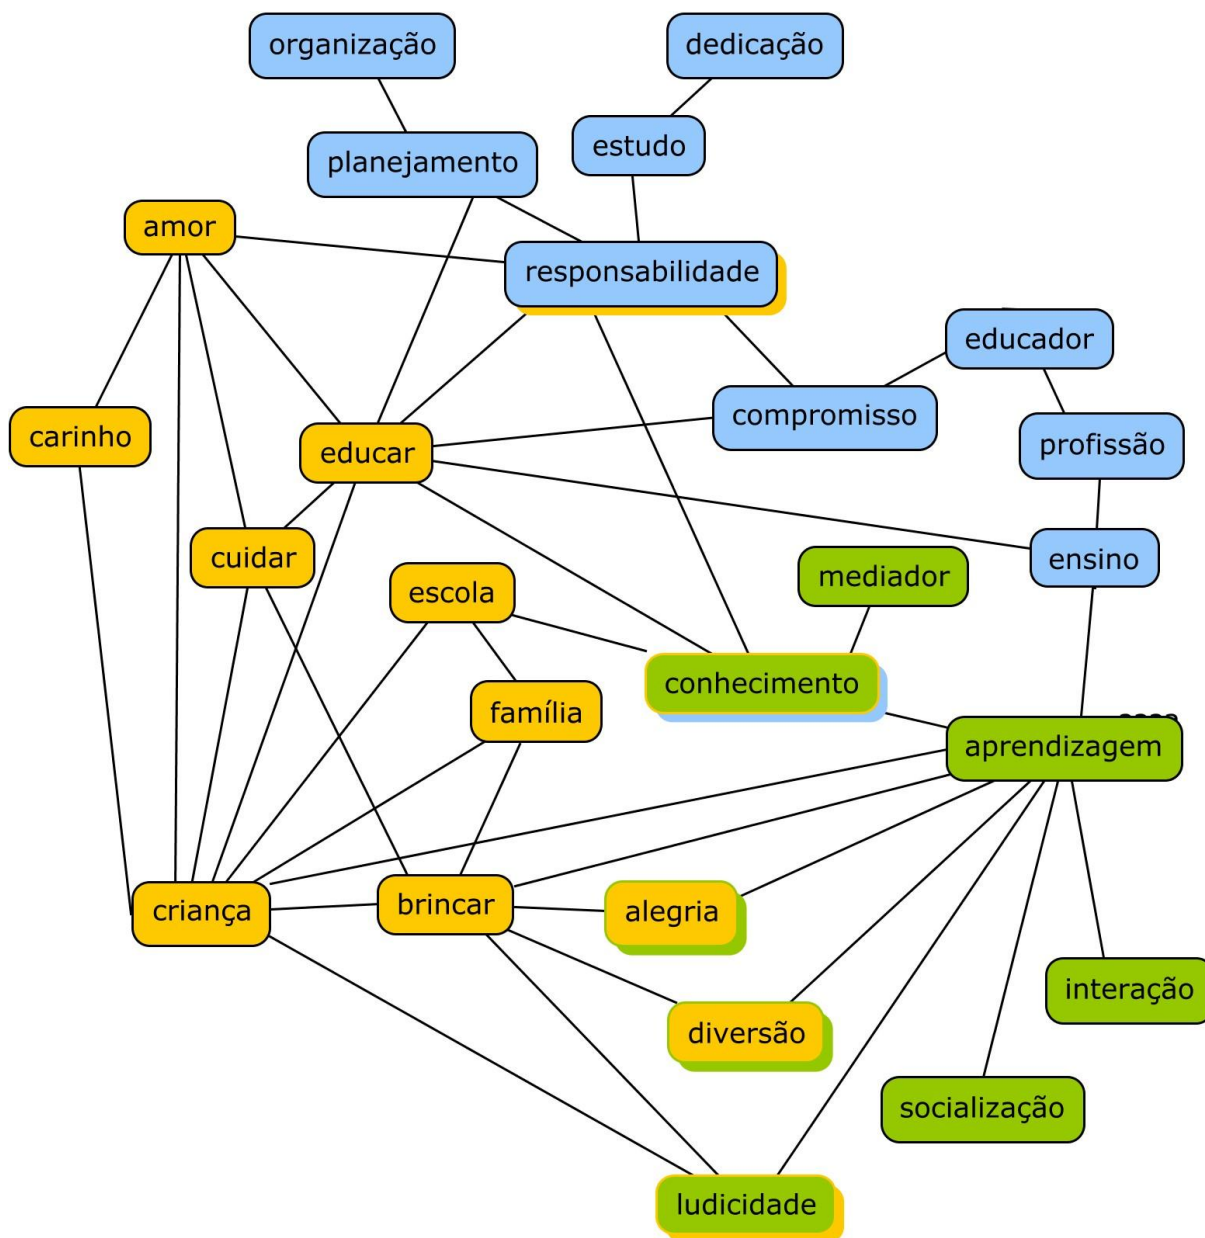 organização
dedicação
estudo
planejamento
amor
responsabilidade
educador
compromisso
carinho
educar
profissão
cuidar
ensino
mediador
escola
conhecimento
família
aprendizagem
criança
brincar
alegria
interação
diversão
socialização
ludicidade